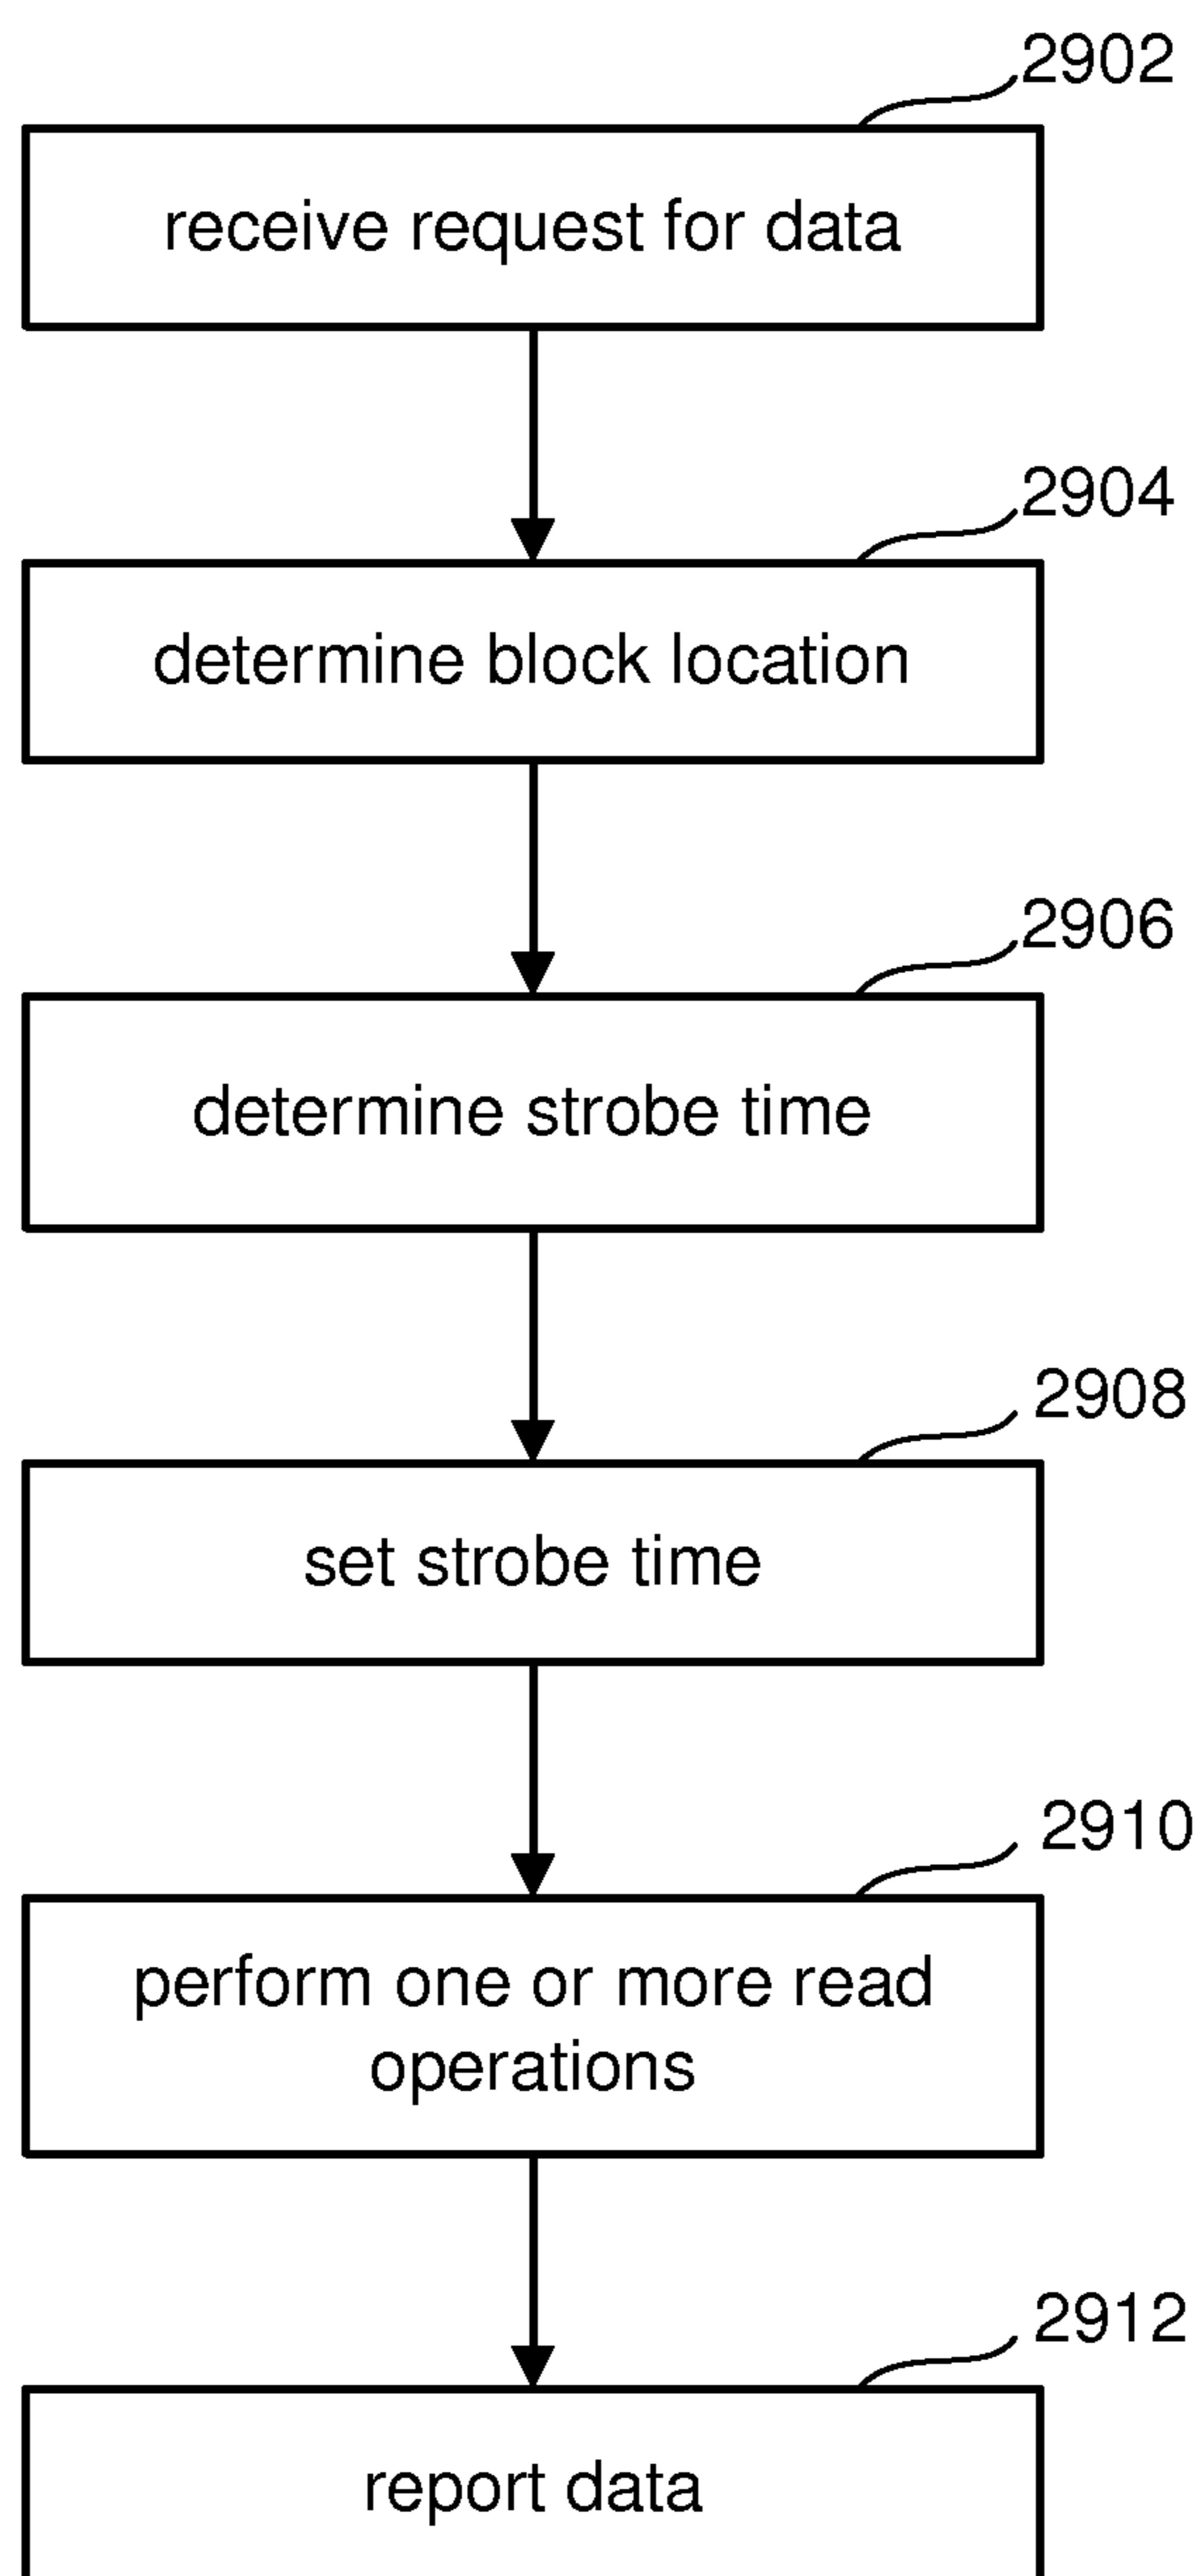 2902
receive request for data
2904
determine block location
2906
determine strobe time
2908
set strobe time
2910
perform one or more read
operations
2912
report data